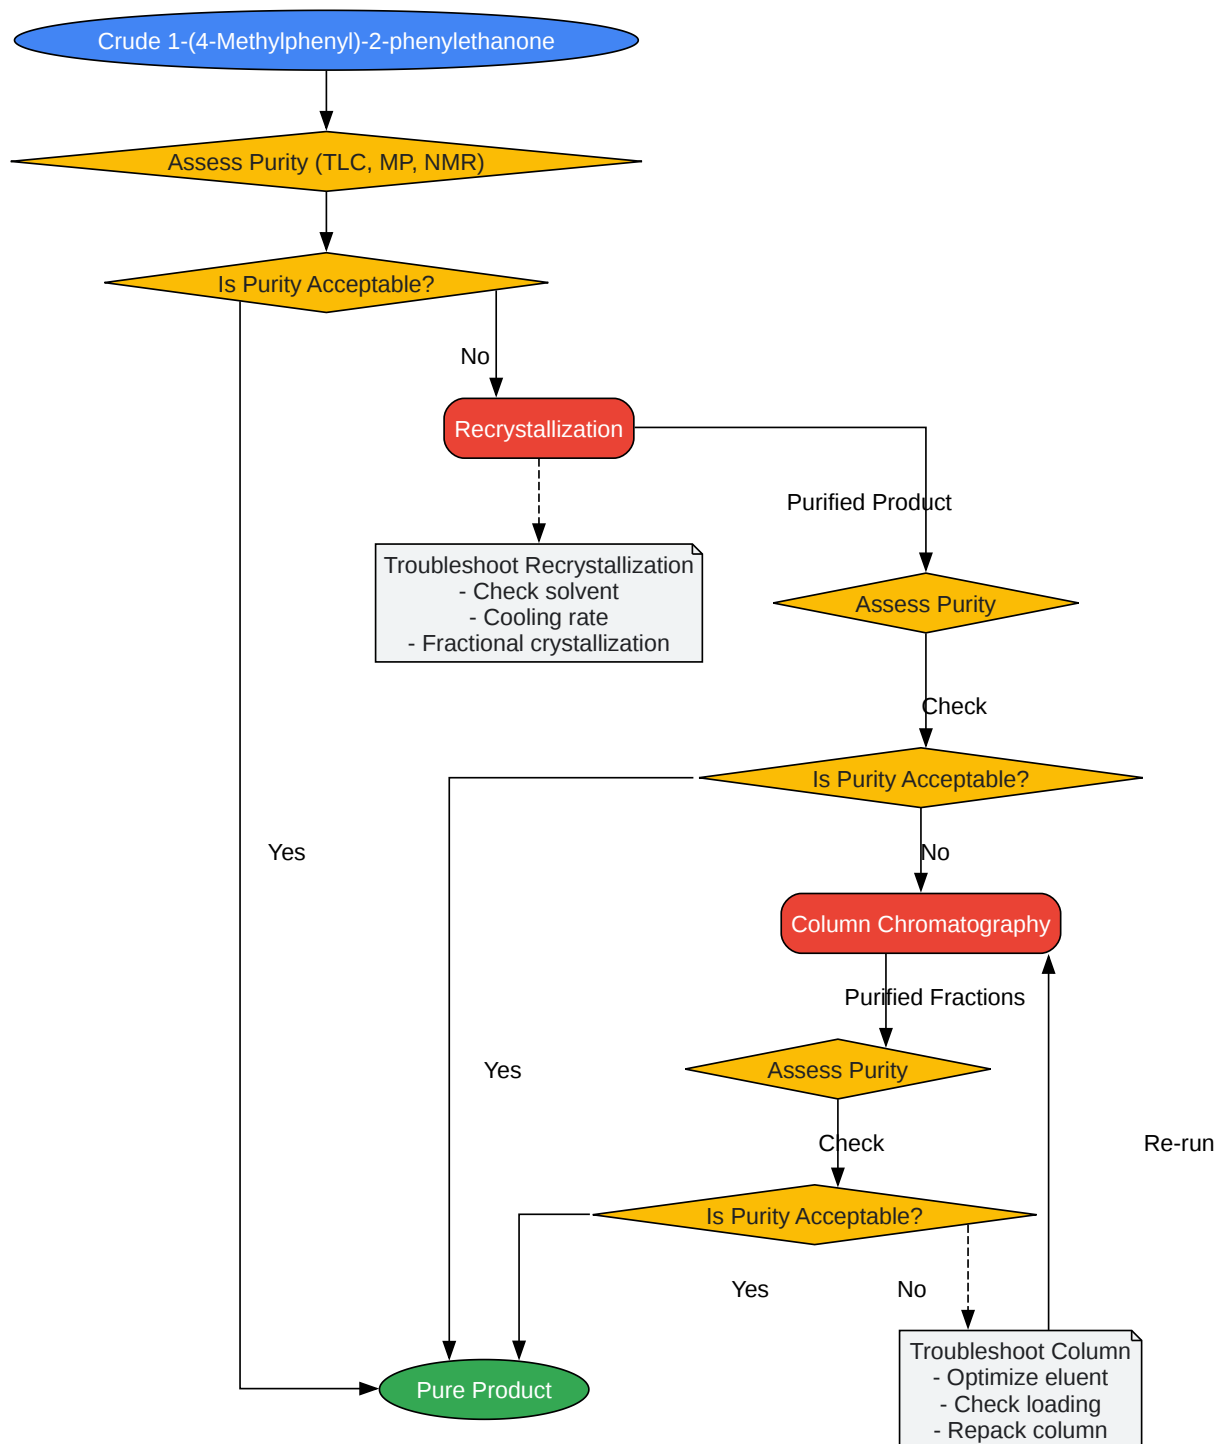 Crude 1-(4-Methylphenyl)-2-phenylethanone
Assess Purity (TLC, MP, NMR)
Is Purity Acceptable?
No
Recrystallization
Purified Product
Troubleshoot Recrystallization
- Check solvent
- Cooling rate
- Fractional crystallization
Assess Purity
Check
Is Purity Acceptable?
Yes
No
Column Chromatography
Purified Fractions
Assess Purity
Yes
Check
Re-run
Is Purity Acceptable?
Yes
No
Troubleshoot Column
- Optimize eluent
- Check loading
- Repack column
Pure Product